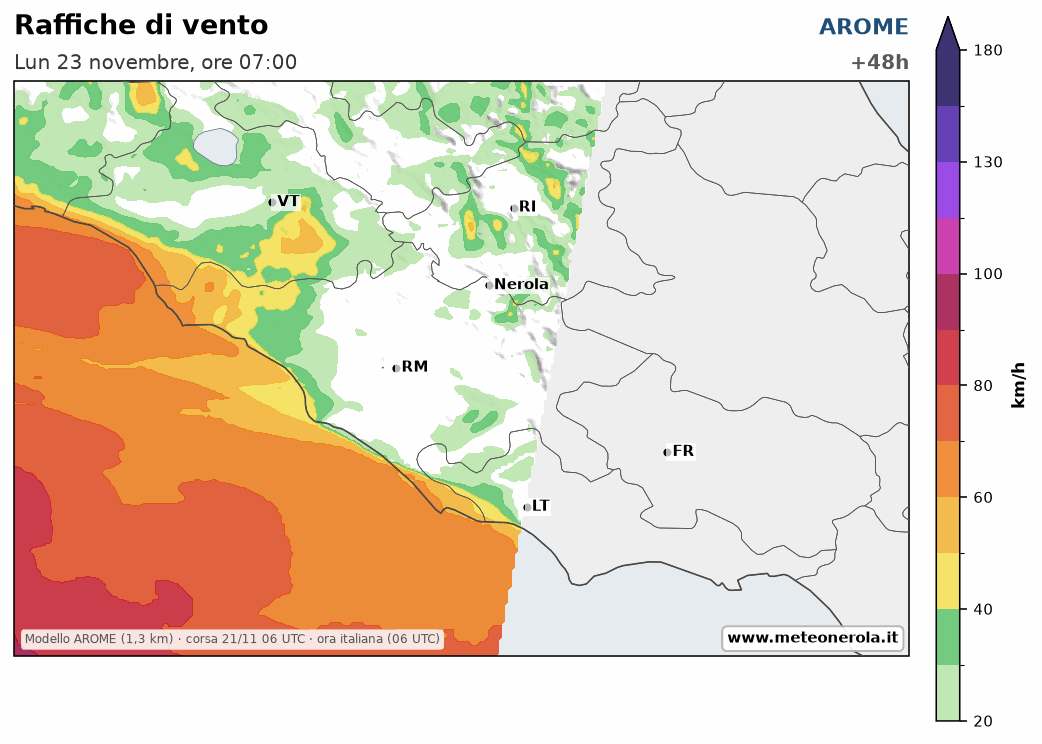 Raffiche di vento
AROME
Lun 23 novembre, ore 07:00
+48h
180
130
100
80
60
40
20
km/h
VT
RI
Nerola
RM
FR
LT
Modello AROME (1,3 km) · corsa 21/11 06 UTC · ora italiana (06 UTC)
www.meteonerola.it